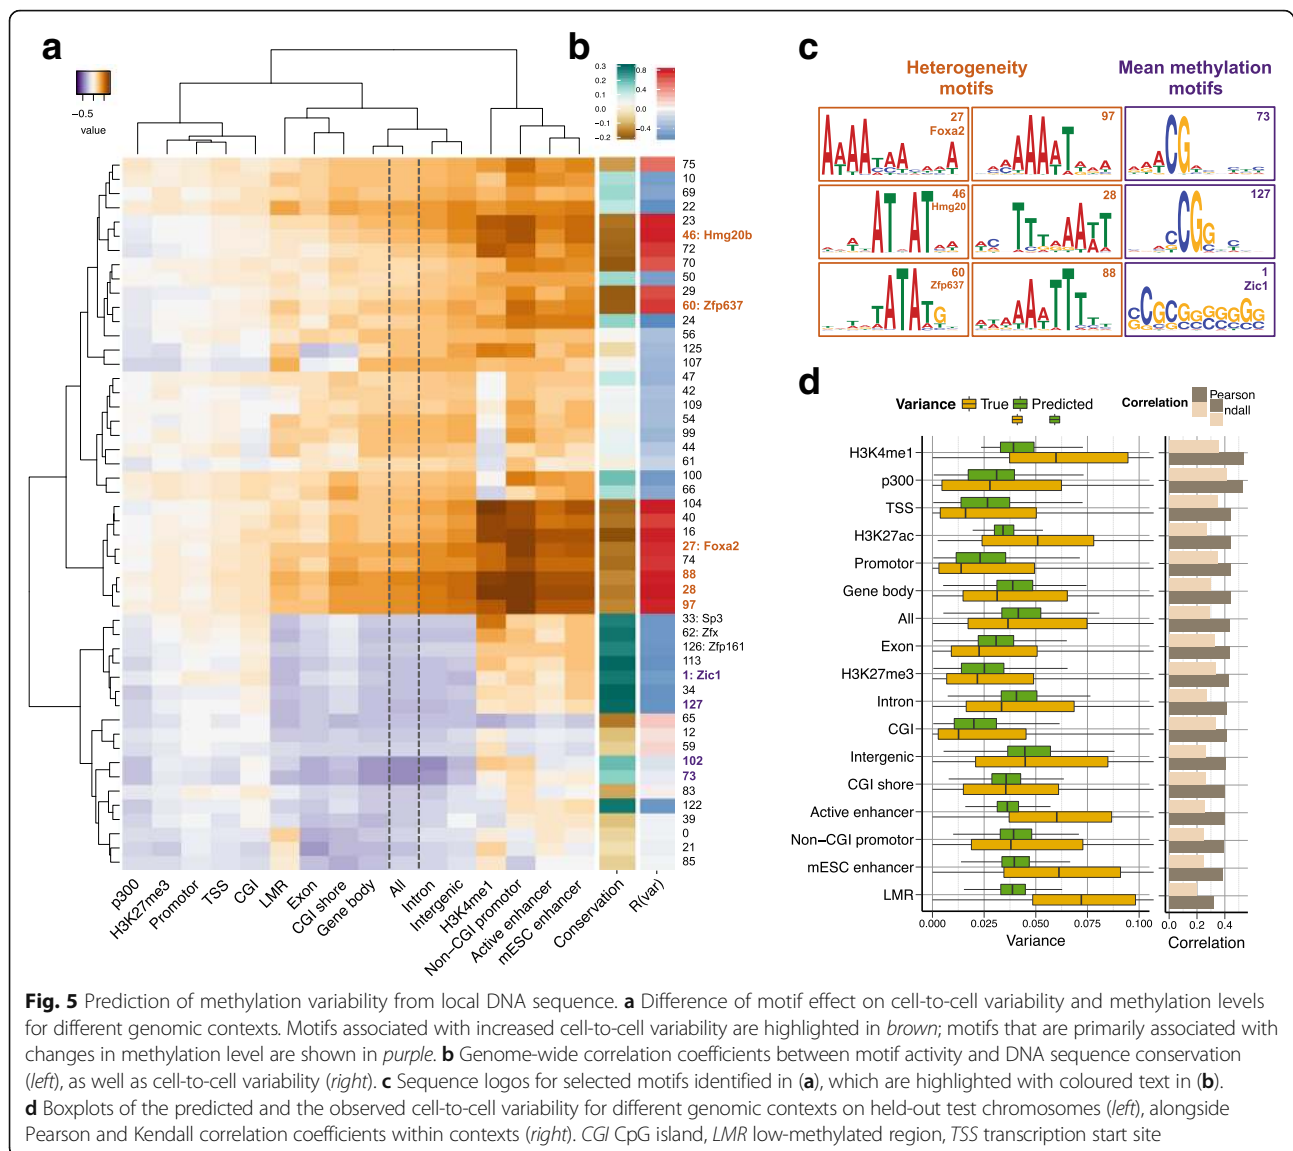 a
b
c
d
−0.5
value
0.3
0.2
0.1
0.0
−0.1
−0.2
0.8
0.4
0.0
−0.4
75
10
69
22
23
46: Hmg20b
72
70
50
29
60: Zfp637
24
56
125
107
47
42
109
54
99
44
61
100
66
104
40
16
27: Foxa2
74
88
28
97
33: Sp3
62: Zfx
126: Zfp161
113
1: Zic1
34
127
65
12
59
102
73
83
122
39
0
21
85
p300
H3K27me3
Promotor
TSS
CGI
LMR
Exon
CGI shore
Gene body
All
Intron
Intergenic
H3K4me1
Non−CGI promotor
Active enhancer
mESC enhancer
Conservation
R(var)
Heterogeneity
motifs
Mean methylation
motifs
27
Foxa2
97
73
46
Hmg20
28
127
60
Zfp637
88
1
Zic1
Variance True Predicted
Correlation Pearson
ndall
H3K4me1
p300
TSS
H3K27ac
Promotor
Gene body
All
Exon
H3K27me3
Intron
CGI
Intergenic
CGI shore
Active enhancer
Non−CGI promotor
mESC enhancer
LMR
0.000 0.025 0.050 0.075 0.100
Variance
0.0 0.2 0.4
Correlation
Fig. 5 Prediction of methylation variability from local DNA sequence. a Difference of motif effect on cell-to-cell variability and methylation levels
for different genomic contexts. Motifs associated with increased cell-to-cell variability are highlighted in brown; motifs that are primarily associated with
changes in methylation level are shown in purple. b Genome-wide correlation coefficients between motif activity and DNA sequence conservation
(left), as well as cell-to-cell variability (right). c Sequence logos for selected motifs identified in (a), which are highlighted with coloured text in (b).
d Boxplots of the predicted and the observed cell-to-cell variability for different genomic contexts on held-out test chromosomes (left), alongside
Pearson and Kendall correlation coefficients within contexts (right). CGI CpG island, LMR low-methylated region, TSS transcription start site